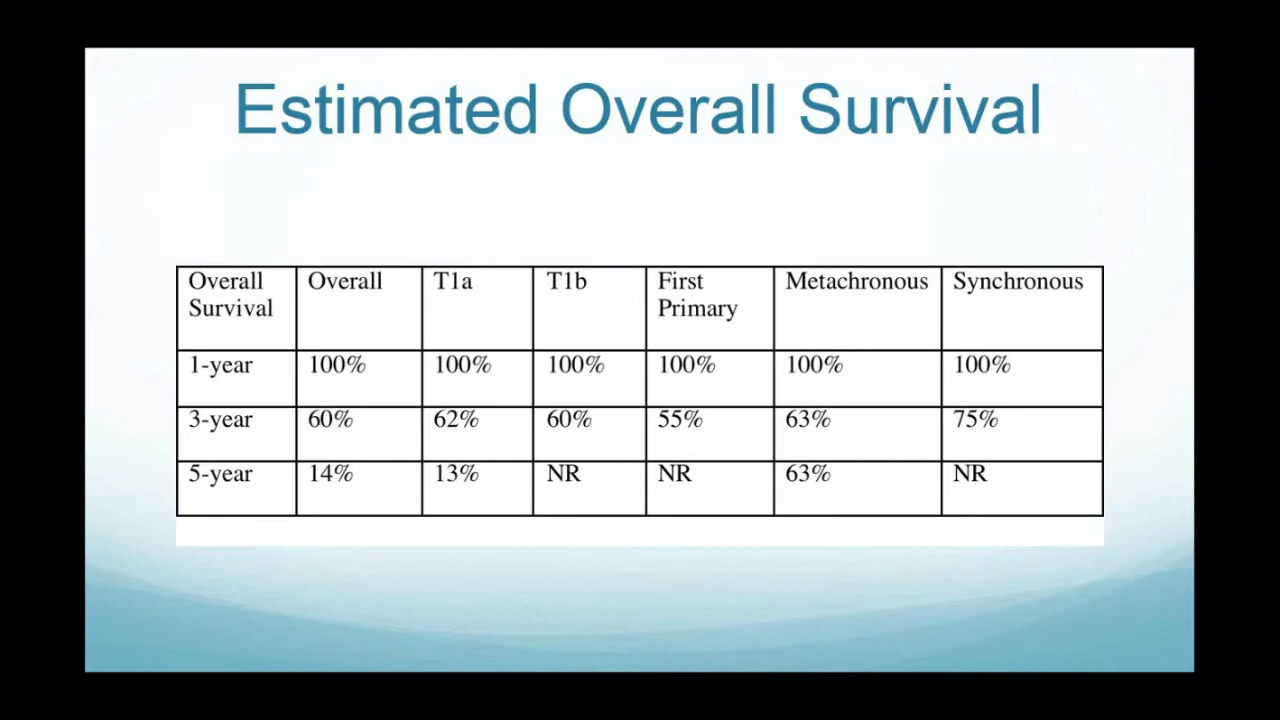 Estimated Overall Survival
Overall Survival Overall T1a T1b First Primary Metachronous Synchronous
1-year 100% 100% 100% 100% 100% 100%
3-year 60% 62% 60% 55% 63% 75%
5-year 14% 13% NR NR 63% NR